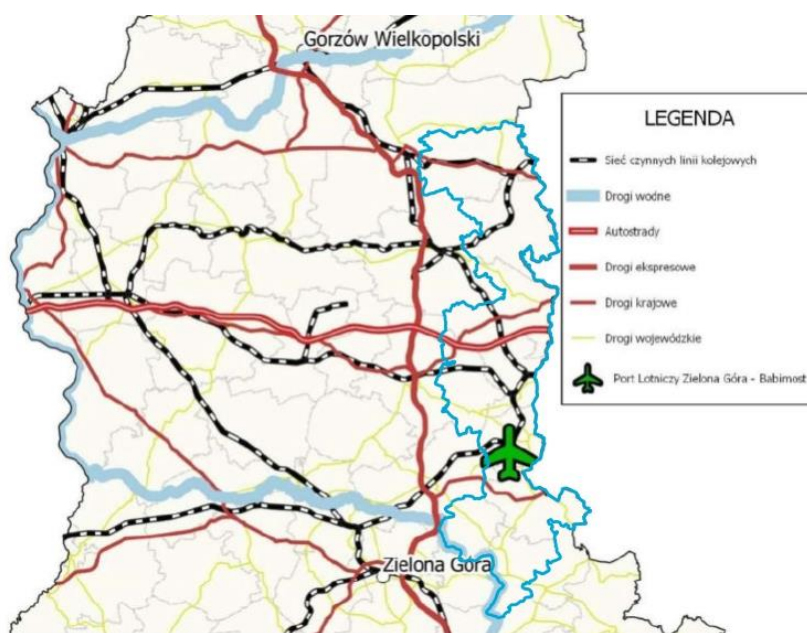 Gorzów Wielkopolski
LEGENDA
Sieć czynnych linii kolejowych
Drogi wodne
Autostrady
Drogi ekspresowe
Drogi krajowe
Drogi wojewódzkie
Port Lotniczy Zielona Góra - Babimost
Zielona Góra